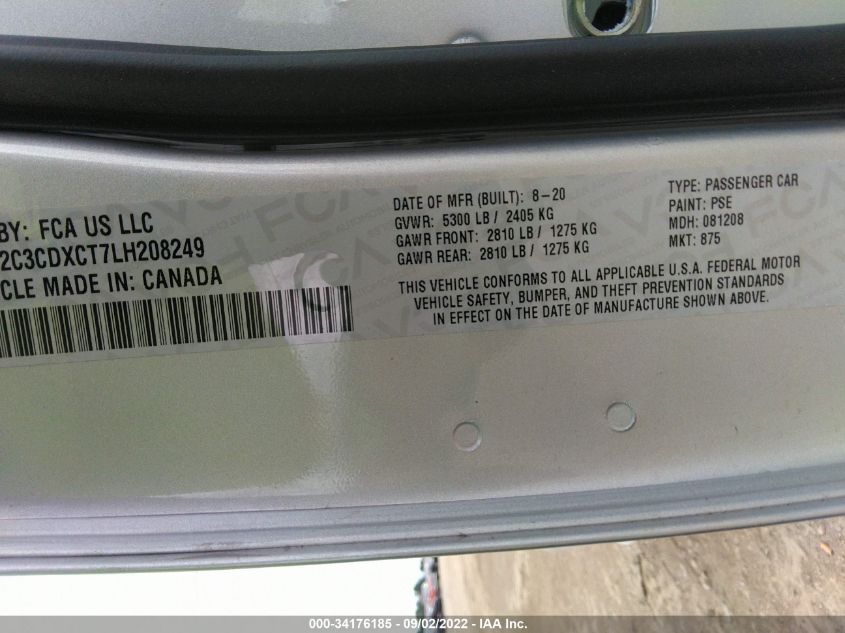 BY: FCA US LLC
2C3CDXCT7LH208249
CLE MADE IN: CANADA
DATE OF MFR (BUILT): 8-20
GVWR: 5300 LB / 2405 KG
GAWR FRONT: 2810 LB / 1275 KG
GAWR REAR: 2810 LB / 1275 KG
TYPE: PASSENGER CAR
PAINT: PSE
MDH: 081208
MKT: 875
THIS VEHICLE CONFORMS TO ALL APPLICABLE U.S.A. FEDERAL MOTOR
VEHICLE SAFETY, BUMPER, AND THEFT PREVENTION STANDARDS
IN EFFECT ON THE DATE OF MANUFACTURE SHOWN ABOVE.
000-34176185 - 09/02/2022 - IAA Inc.